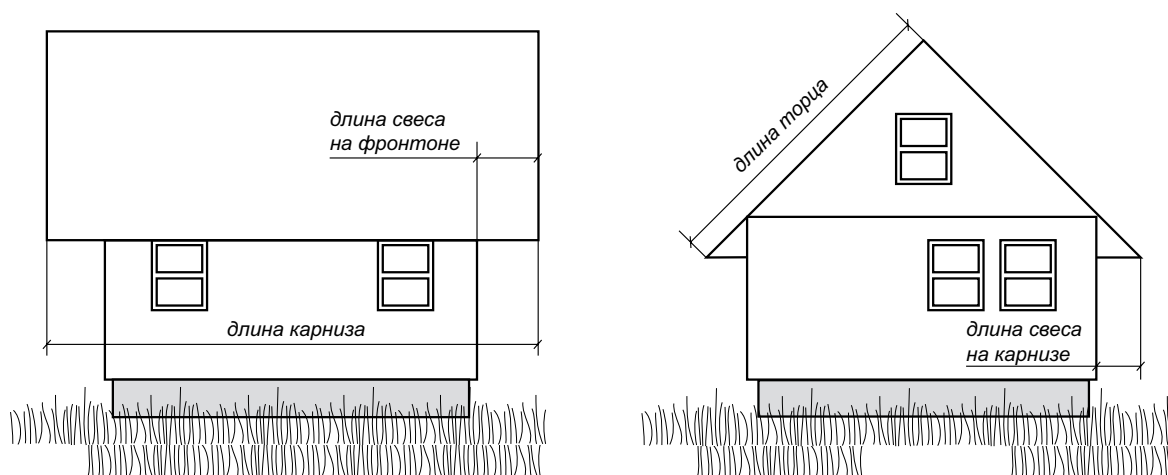 длина свеса
на фронтоне
длина карниза
длина торца
длина свеса
на карнизе